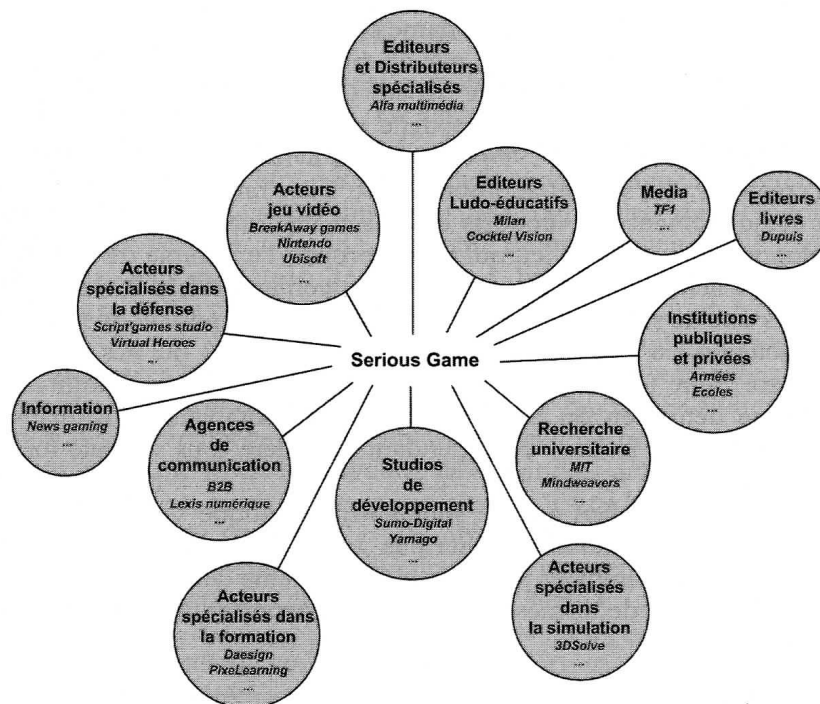 Editeurs
et Distributeurs
spécialisés
Alfa multimédia
...
Acteurs
jeu vidéo
BreakAway games
Nintendo
Ubisoft
...
Editeurs
Ludo-éducatifs
Milan
Cocktel Vision
...
Media
TF1
...
Editeurs
livres
Dupuis
...
Acteurs
spécialisés dans
la défense
Script'games studio
Virtual Heroes
...
Serious Game
Institutions
publiques
et privées
Armées
Ecoles
...
Information
News gaming
...
Agences
de
communication
B2B
Lexis numérique
...
Studios
de
développement
Sumo-Digital
Yamago
...
Recherche
universitaire
MIT
Mindweavers
...
Acteurs
spécialisés dans
la formation
Daesign
PixeLearning
...
Acteurs
spécialisés
dans
la simulation
3DSolve
...